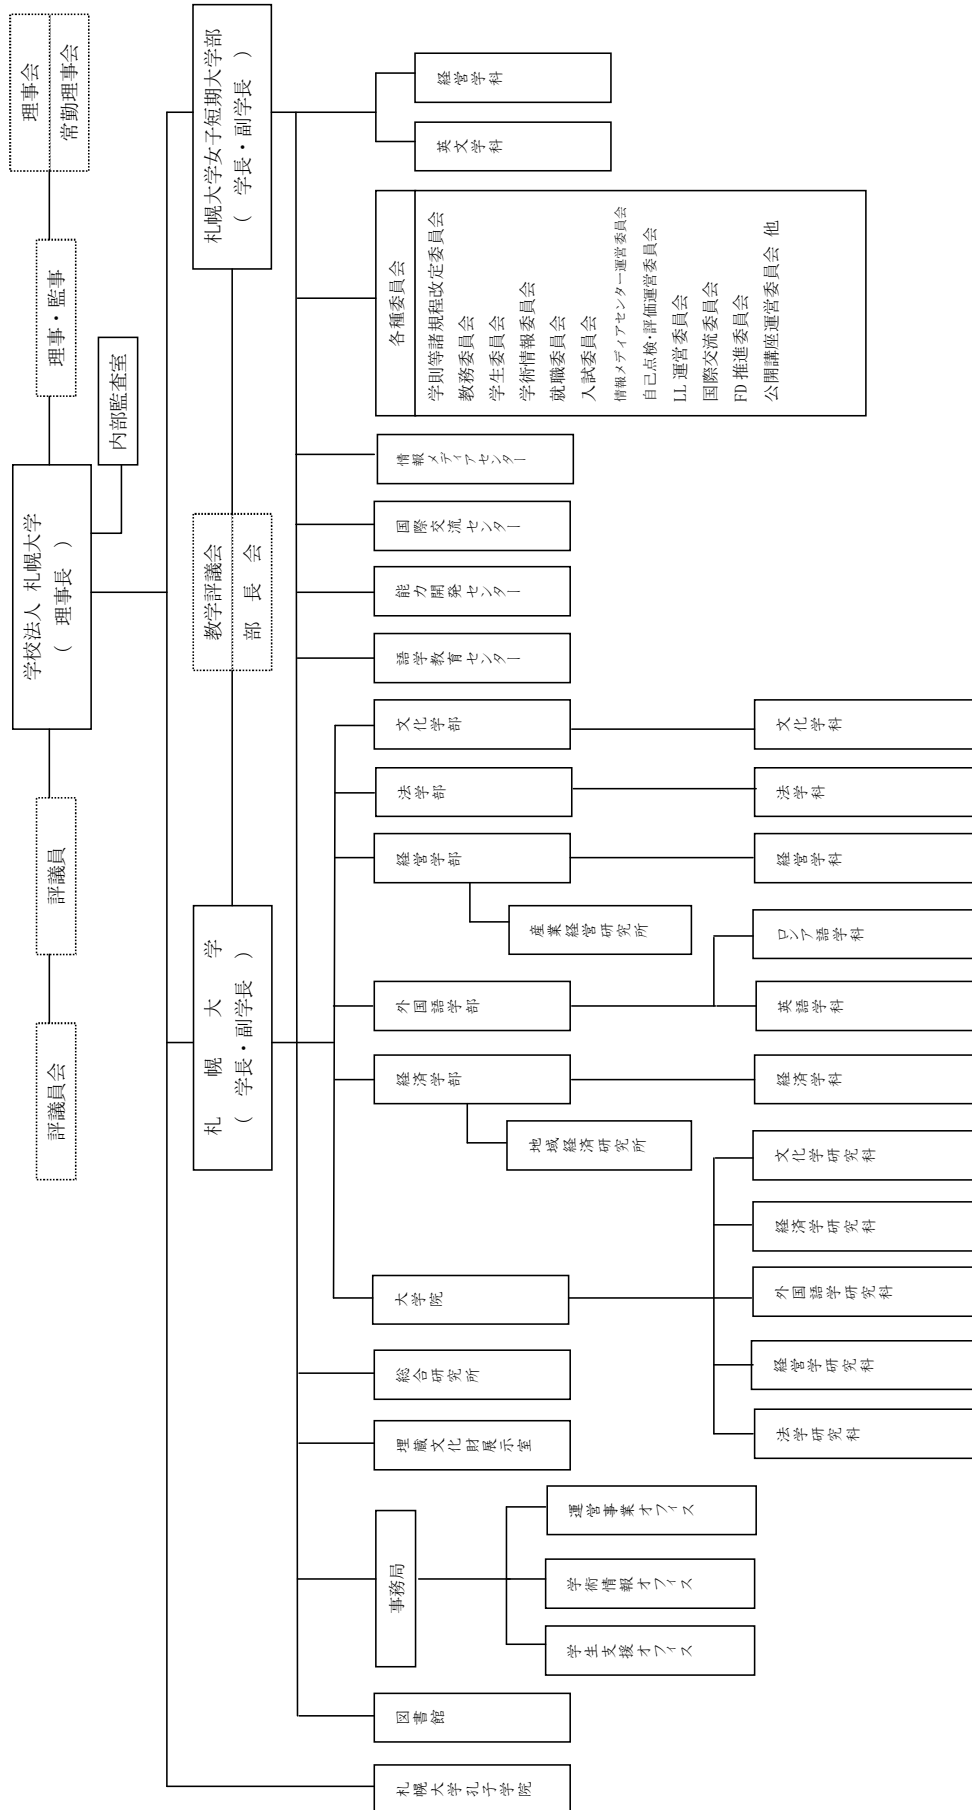 評議員会
評議員
学校法人 札幌大学
( 理事長 )
理事・監事
理事会
常勤理事会
内部監査室
札 幌 大 学
( 学長・副学長 )
教学評議会
部 長 会
札幌大学女子短期大学部
( 学長・副学長 )
札幌大学孔子学院
図書館
事務局
学生支援オフィス
学術情報オフィス
運営事業オフィス
埋蔵文化財展示室
総合研究所
大学院
法学研究科
経営学研究科
外国語学研究科
経済学研究科
文化学研究科
経済学部
地域経済研究所
経済学科
外国語学部
英語学科
ロシア語学科
経営学部
産業経営研究所
経営学科
法学部
法学科
文化学部
文化学科
語学教育センター
能力開発センター
国際交流センター
情報メディアセンター
各種委員会
学則等諸規程改定委員会
教務委員会
学生委員会
学術情報委員会
就職委員会
入試委員会
情報メディアセンター運営委員会
自己点検・評価運営委員会
LL 運営委員会
国際交流委員会
FD 推進委員会
公開講座運営委員会 他
英文学科
経営学科